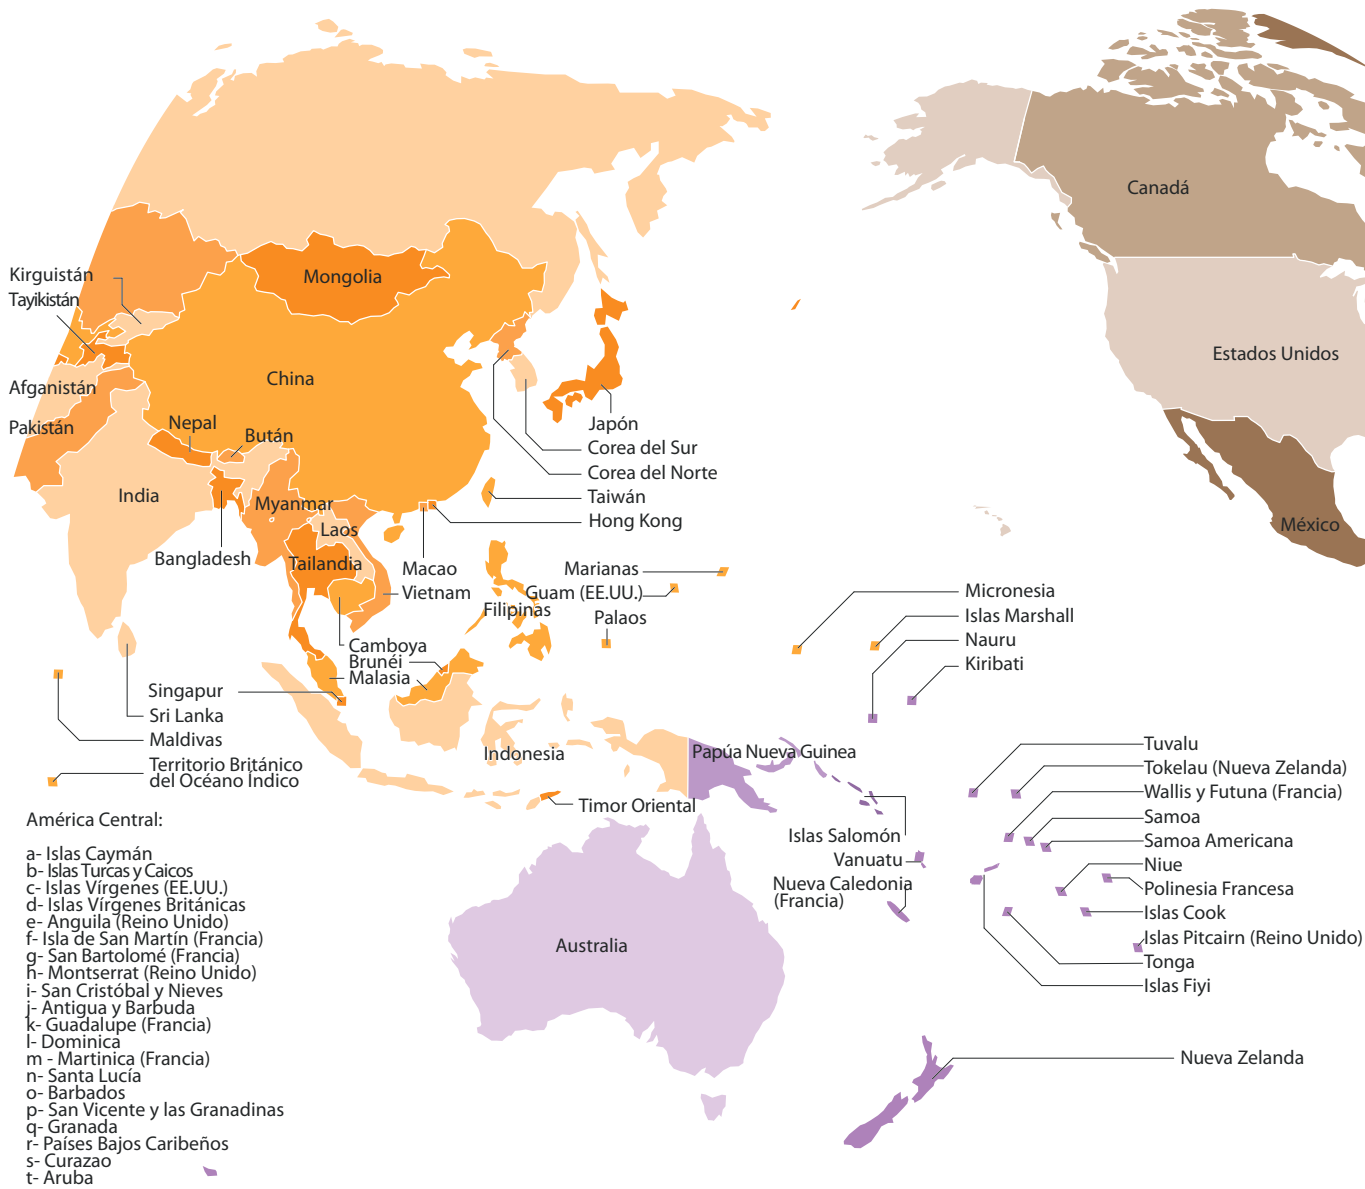 Canadá
Kirguistán
Mongolia
Tayikistán
Estados Unidos
China
Afganistán
Nepal
Japón
Pakistán
Bután
Corea del Sur
Corea del Norte
India
Myanmar
Taiwán
Hong Kong
México
Laos
Bangladesh
Tailandia
Macao
Marianas
Vietnam
Guam (EE.UU.)
Micronesia
Filipinas
Palaos
Islas Marshall
Nauru
Camboya
Brunéi
Kiribati
Malasia
Singapur
Sri Lanka
Maldivas
Indonesia
Papúa Nueva Guinea
Tuvalu
Territorio Británico
del Océano Índico
Tokelau (Nueva Zelanda)
Wallis y Futuna (Francia)
Timor Oriental
Samoa
Islas Salomón
Samoa Americana
Vanuatu
Niue
Nueva Caledonia
(Francia)
Polinesia Francesa
Islas Cook
Islas Pitcairn (Reino Unido)
Australia
Tonga
Islas Fiyi
Nueva Zelanda
América Central:
a- Islas Caymán
b- Islas Turcas y Caicos
c- Islas Vírgenes (EE.UU.)
d- Islas Vírgenes Británicas
e- Anguila (Reino Unido)
f- Isla de San Martín (Francia)
g- San Bartolomé (Francia)
h- Montserrat (Reino Unido)
i- San Cristóbal y Nieves
j- Antigua y Barbuda
k- Guadalupe (Francia)
l- Dominica
m - Martinica (Francia)
n- Santa Lucía
o- Barbados
p- San Vicente y las Granadinas
q- Granada
r- Países Bajos Caribeños
s- Curazao
t- Aruba